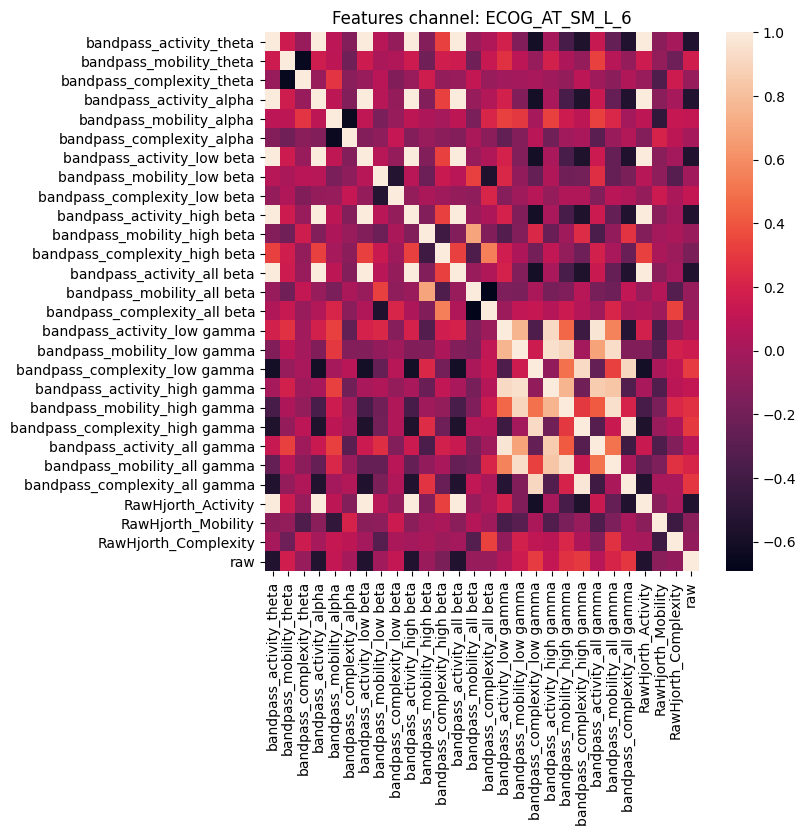 Features channel: ECOG_AT_SM_L_6
bandpass_activity_theta
bandpass_mobility_theta
bandpass_complexity_theta
bandpass_activity_alpha
bandpass_mobility_alpha
bandpass_complexity_alpha
bandpass_activity_low beta
bandpass_mobility_low beta
bandpass_complexity_low beta
bandpass_activity_high beta
bandpass_mobility_high beta
bandpass_complexity_high beta
bandpass_activity_all beta
bandpass_mobility_all beta
bandpass_complexity_all beta
bandpass_activity_low gamma
bandpass_mobility_low gamma
bandpass_complexity_low gamma
bandpass_activity_high gamma
bandpass_mobility_high gamma
bandpass_complexity_high gamma
bandpass_activity_all gamma
bandpass_mobility_all gamma
bandpass_complexity_all gamma
RawHjorth_Activity
RawHjorth_Mobility
RawHjorth_Complexity
raw
bandpass_activity_theta
bandpass_mobility_theta
bandpass_complexity_theta
bandpass_activity_alpha
bandpass_mobility_alpha
bandpass_complexity_alpha
bandpass_activity_low beta
bandpass_mobility_low beta
bandpass_complexity_low beta
bandpass_activity_high beta
bandpass_mobility_high beta
bandpass_complexity_high beta
bandpass_activity_all beta
bandpass_mobility_all beta
bandpass_complexity_all beta
bandpass_activity_low gamma
bandpass_mobility_low gamma
bandpass_complexity_low gamma
bandpass_activity_high gamma
bandpass_mobility_high gamma
bandpass_complexity_high gamma
bandpass_activity_all gamma
bandpass_mobility_all gamma
bandpass_complexity_all gamma
RawHjorth_Activity
RawHjorth_Mobility
RawHjorth_Complexity
raw
1.0
0.8
0.6
0.4
0.2
0.0
−0.2
−0.4
−0.6